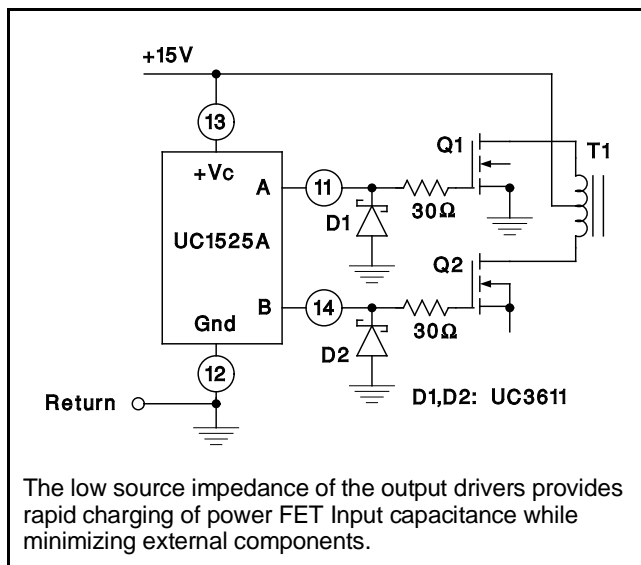 +15V
13
Q1
T1
+Vc
A
11
30Ω
D1
UC1525A
Q2
B
14
Gnd
30Ω
D2
12
D1,D2: UC3611
Return
The low source impedance of the output drivers provides
rapid charging of power FET Input capacitance while
minimizing external components.